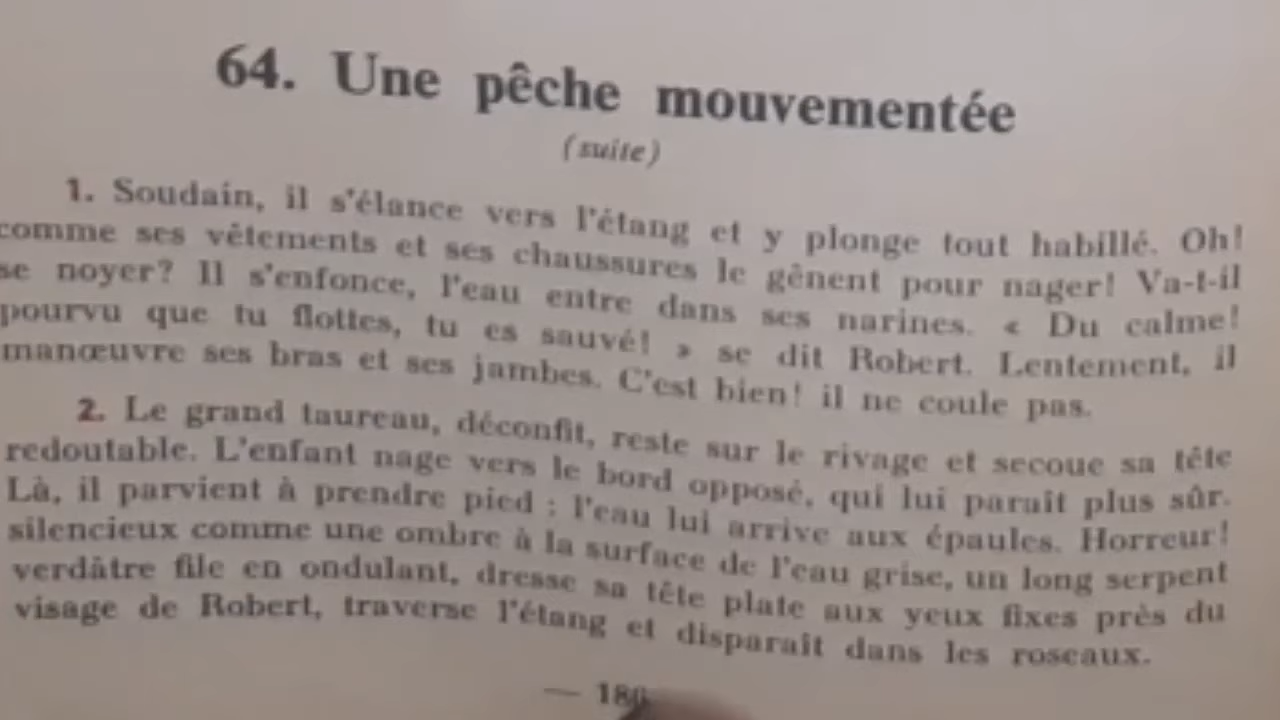 64. Une pêche mouvementée
(suite)
1. Soudain, il s'élance vers l'étang et y plonge tout habillé. Oh!
comme ses vêtements et ses chaussures le gênent pour nager! Va-t-il
se noyer? Il s'enfonce, l'eau entre dans ses narines. « Du calme!
pourvu que tu flottes, tu es sauvé! » se dit Robert. Lentement, il
manœuvre ses bras et ses jambes. C'est bien! il ne coule pas.
2. Le grand taureau, déconfit, reste sur le rivage et secoue sa tête
redoutable. L'enfant nage vers le bord opposé, qui lui paraît plus sûr.
Là, il parvient à prendre pied : l'eau lui arrive aux épaules. Horreur!
silencieux comme une ombre à la surface de l'eau grise, un long serpent
verdâtre file en ondulant, dresse sa tête plate aux yeux fixes près du
visage de Robert, traverse l'étang et disparaît dans les roseaux.